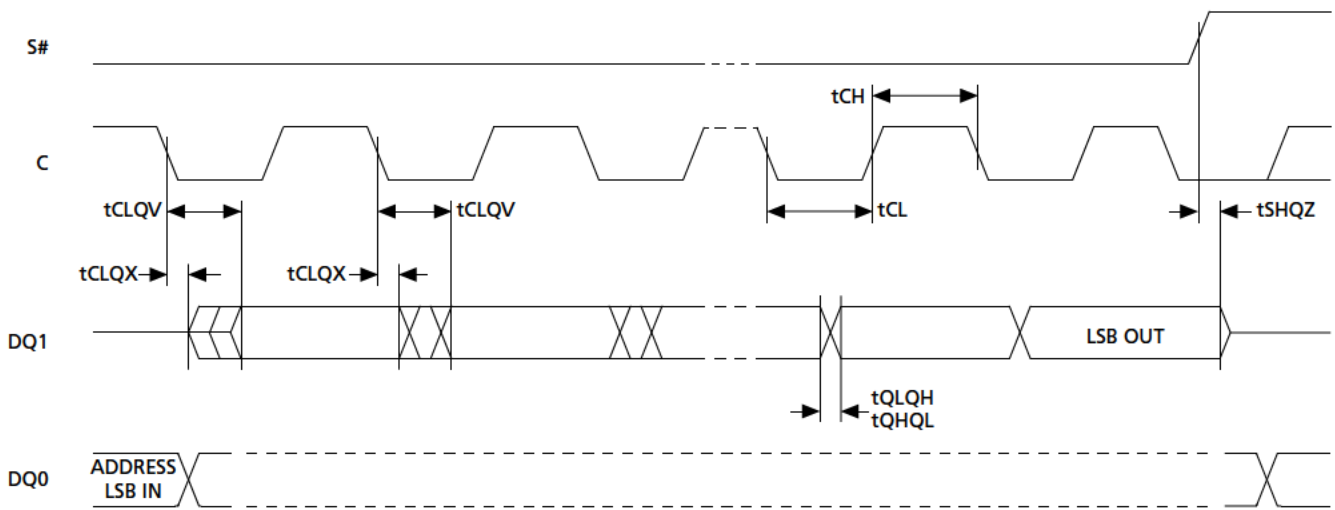 S#
tCH
C
tCLQV
tCLQV
tCL
tSHQZ
tCLQX
tCLQX
DQ1
LSB OUT
tQLQH
tQHQL
DQ0
ADDRESS
LSB IN